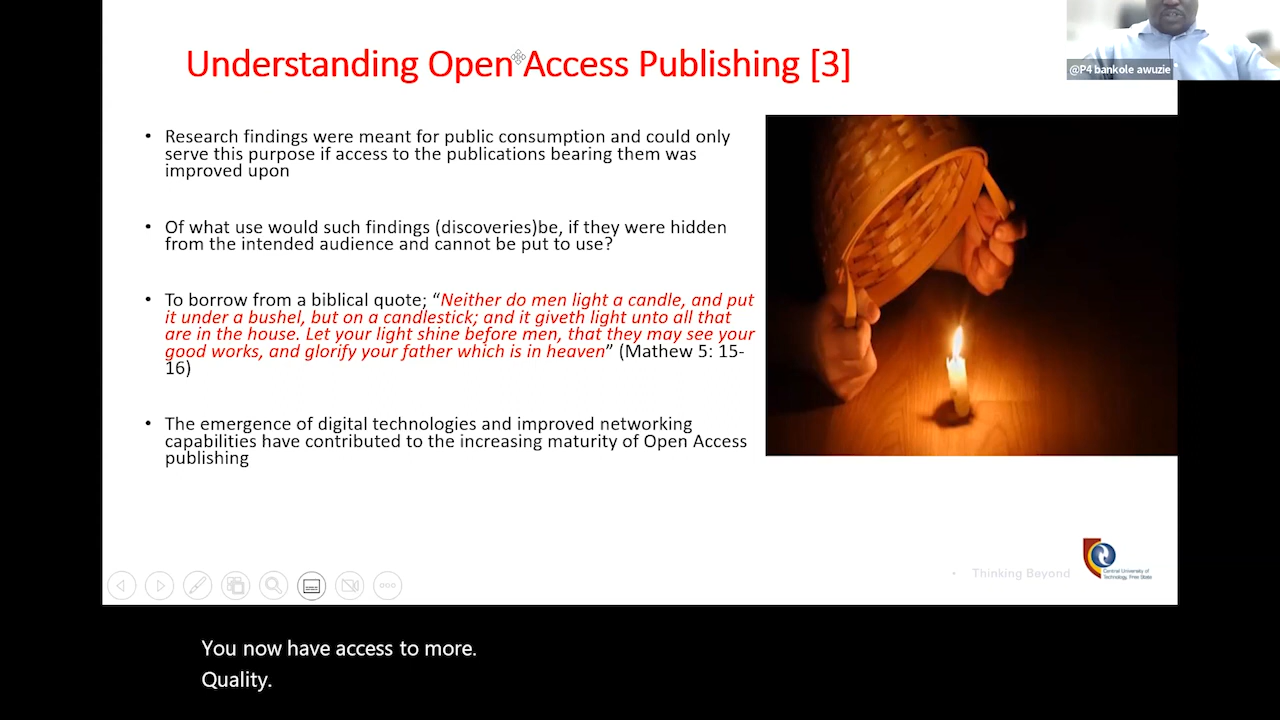 Understanding Open Access Publishing [3]
@P4 bankole awuzie
• Research findings were meant for public consumption and could only
serve this purpose if access to the publications bearing them was
improved upon
• Of what use would such findings (discoveries)be, if they were hidden
from the intended audience and cannot be put to use?
• To borrow from a biblical quote; “Neither do men light a candle, and put
it under a bushel, but on a candlestick; and it giveth light unto all that
are in the house. Let your light shine before men, that they may see your
good works, and glorify your father which is in heaven” (Mathew 5: 15-
16)
• The emergence of digital technologies and improved networking
capabilities have contributed to the increasing maturity of Open Access
publishing
• Thinking Beyond
Central University of
Technology, Free State
You now have access to more.
Quality.